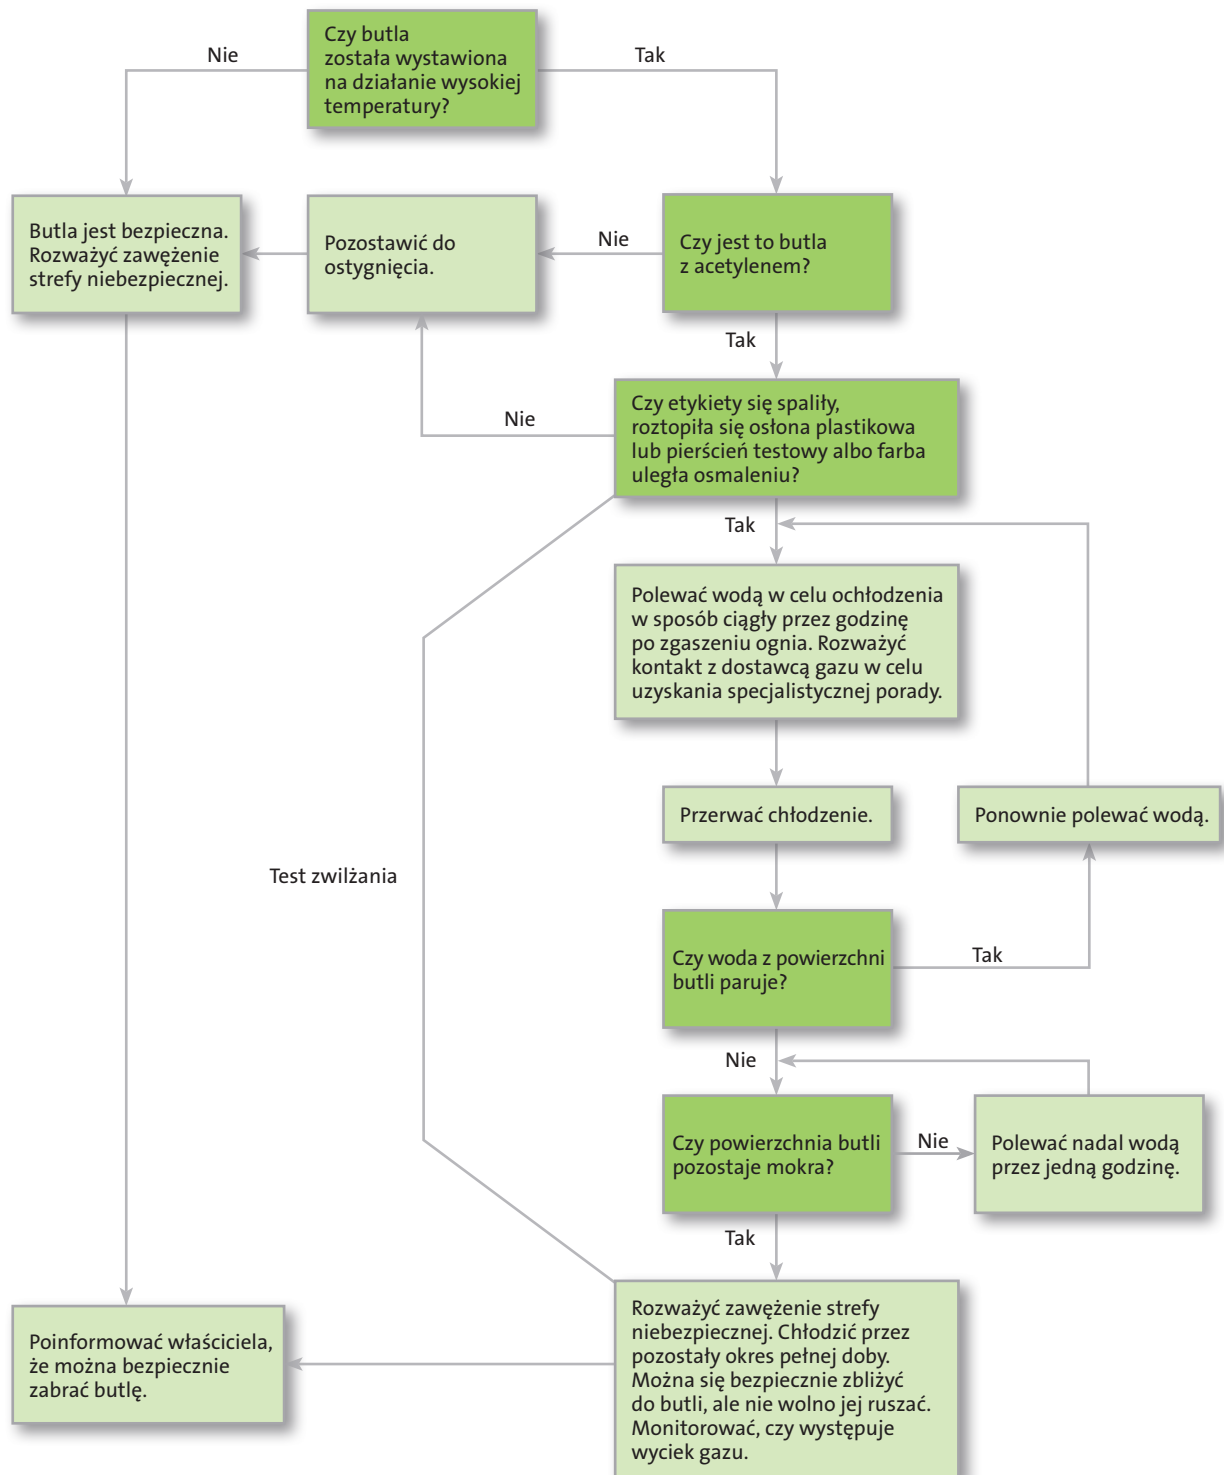 Czy butla
została wystawiona
na działanie wysokiej
temperatury?
Nie
Tak
Butla jest bezpieczna.
Rozważyć zawężenie
strefy niebezpiecznej.
Pozostawić do
ostygnięcia.
Nie
Czy jest to butla
z acetylenem?
Tak
Czy etykiety się spaliły,
roztopiła się osłona plastikowa
lub pierścień testowy albo farba
uległa osmaleniu?
Nie
Tak
Polewać wodą w celu ochłodzenia
w sposób ciągły przez godzinę
po zgaszeniu ognia. Rozważyć
kontakt z dostawcą gazu w celu
uzyskania specjalistycznej porady.
Przerwać chłodzenie.
Ponownie polewać wodą.
Test zwilżania
Czy woda z powierzchni
butli paruje?
Tak
Nie
Czy powierzchnia butli
pozostaje mokra?
Nie
Polewać nadal wodą
przez jedną godzinę.
Tak
Poinformować właściciela,
że można bezpiecznie
zabrać butlę.
Rozważyć zawężenie strefy
niebezpiecznej. Chłodzić przez
pozostały okres pełnej doby.
Można się bezpiecznie zbliżyć
do butli, ale nie wolno jej ruszać.
Monitorować, czy występuje
wyciek gazu.